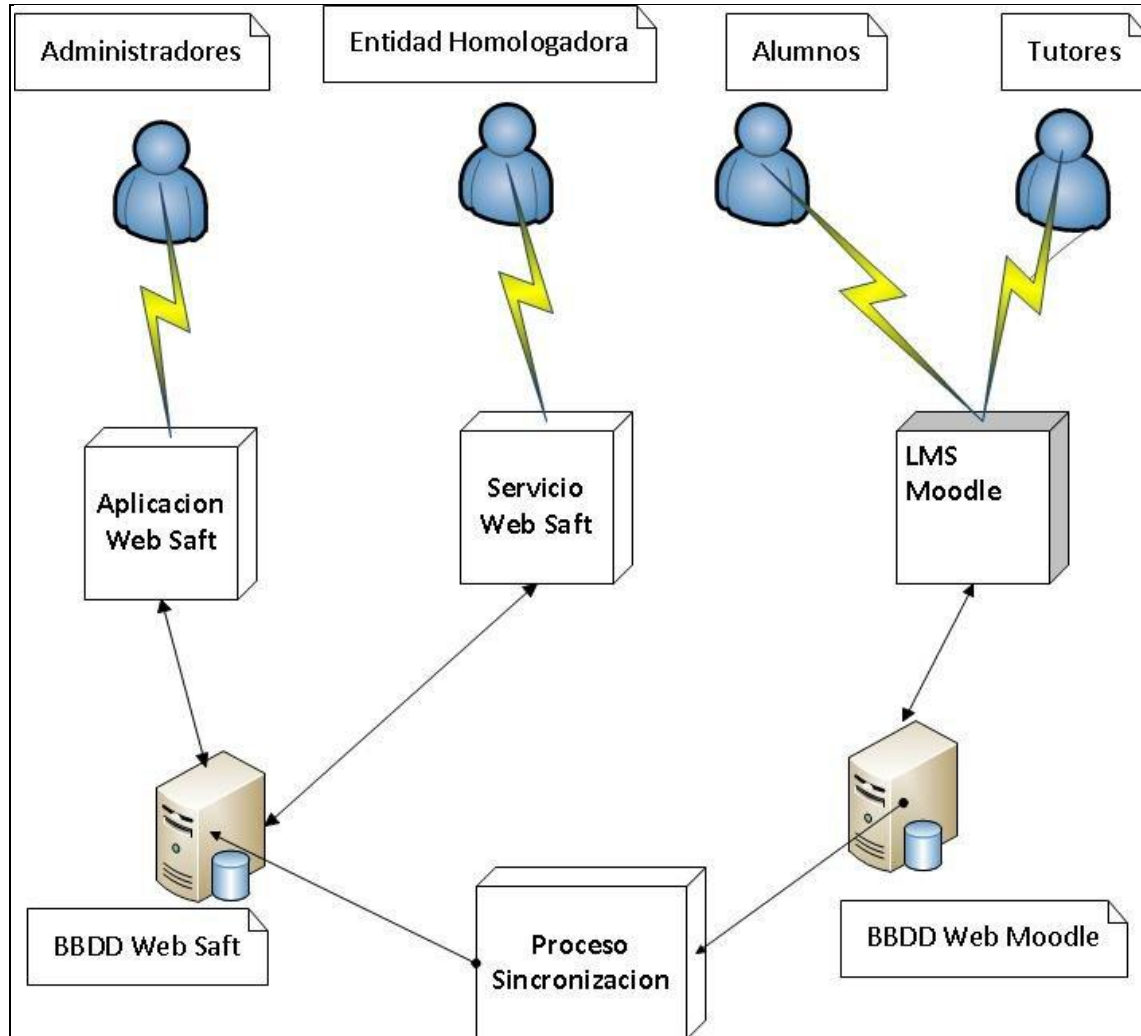 Administradores
Entidad Homologadora
Alumnos
Tutores
Aplicacion
Web Saft
Servicio
Web Saft
LMS
Moodle
BBDD Web Saft
Proceso
Sincronizacion
BBDD Web Moodle